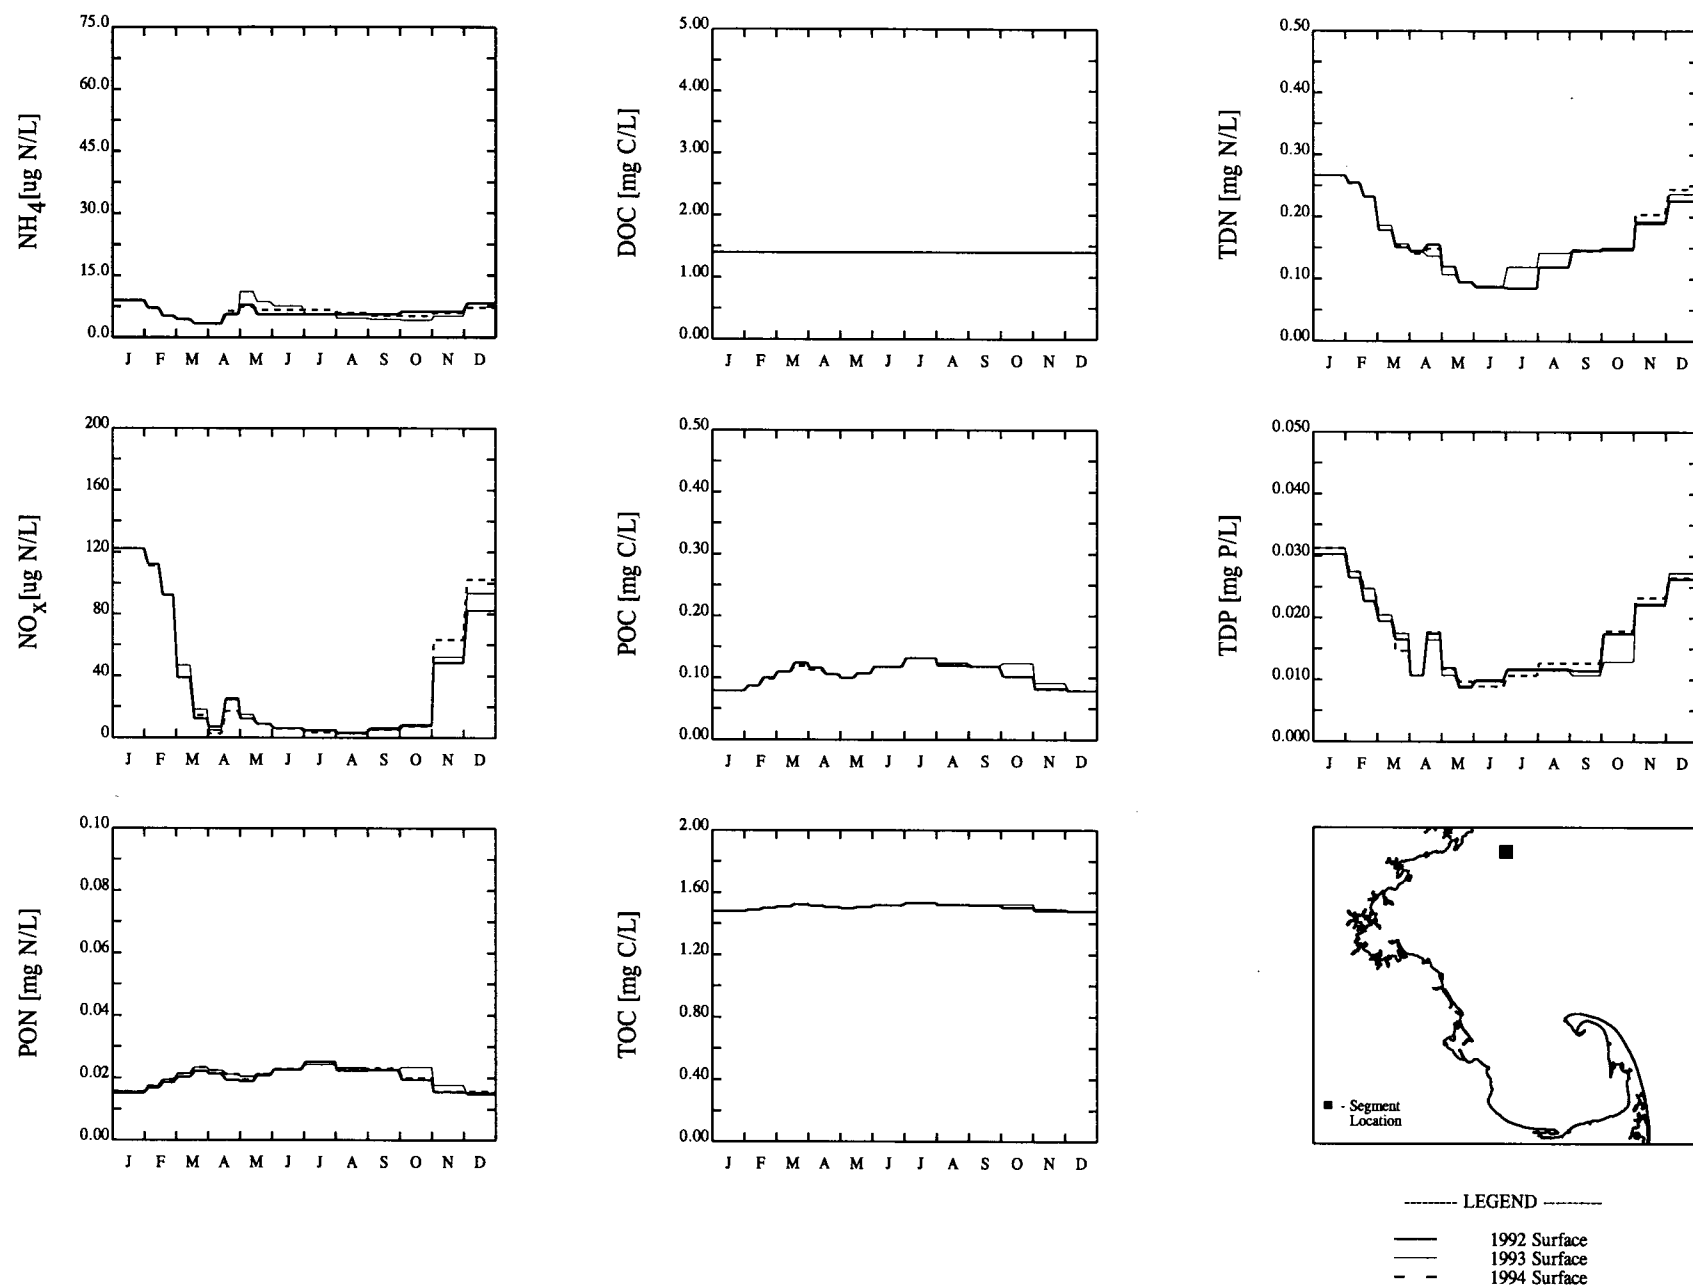 NH4[ug N/L]
75.0
60.0
45.0
30.0
15.0
0.0
J F M A M J J A S O N D
DOC [mg C/L]
5.00
4.00
3.00
2.00
1.00
0.00
J F M A M J J A S O N D
TDN [mg N/L]
0.50
0.40
0.30
0.20
0.10
0.00
J F M A M J J A S O N D
NOx[ug N/L]
200
160
120
80
40
0
J F M A M J J A S O N D
POC [mg C/L]
0.50
0.40
0.30
0.20
0.10
0.00
J F M A M J J A S O N D
TDP [mg P/L]
0.050
0.040
0.030
0.020
0.010
0.000
J F M A M J J A S O N D
PON [mg N/L]
0.10
0.08
0.06
0.04
0.02
0.00
J F M A M J J A S O N D
TOC [mg C/L]
2.00
1.60
1.20
0.80
0.40
0.00
J F M A M J J A S O N D
- Segment
Location
LEGEND
1992 Surface
1993 Surface
1994 Surface